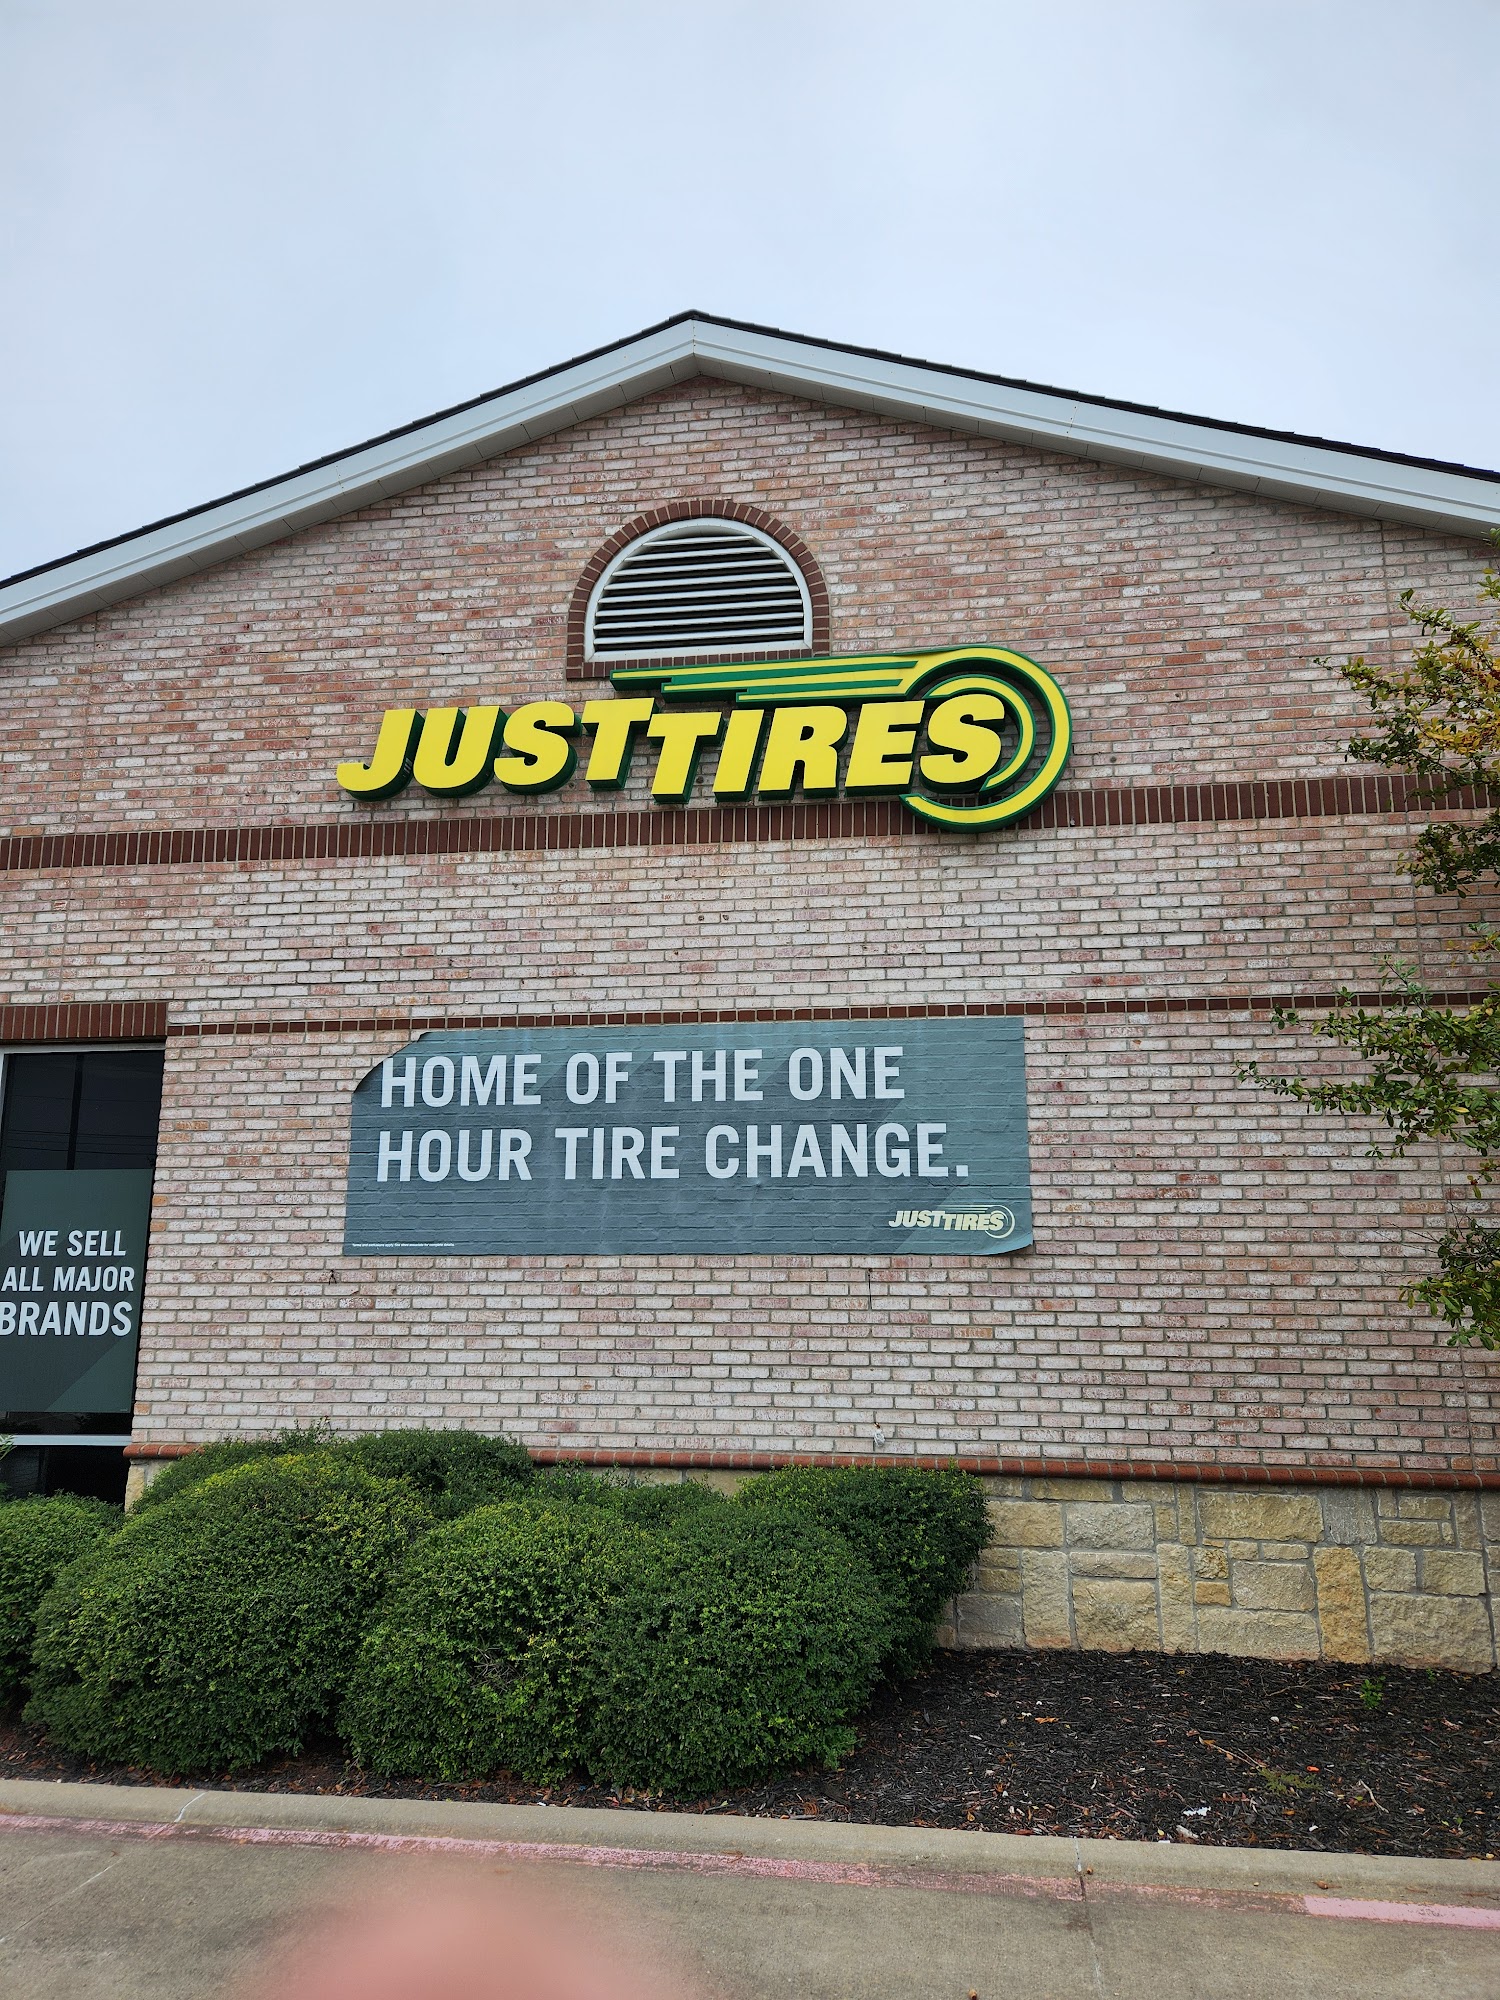 JUSTTIRES
HOME OF THE ONE
HOUR TIRE CHANGE.
JUSTTIRES
WE SELL
ALL MAJOR
BRANDS